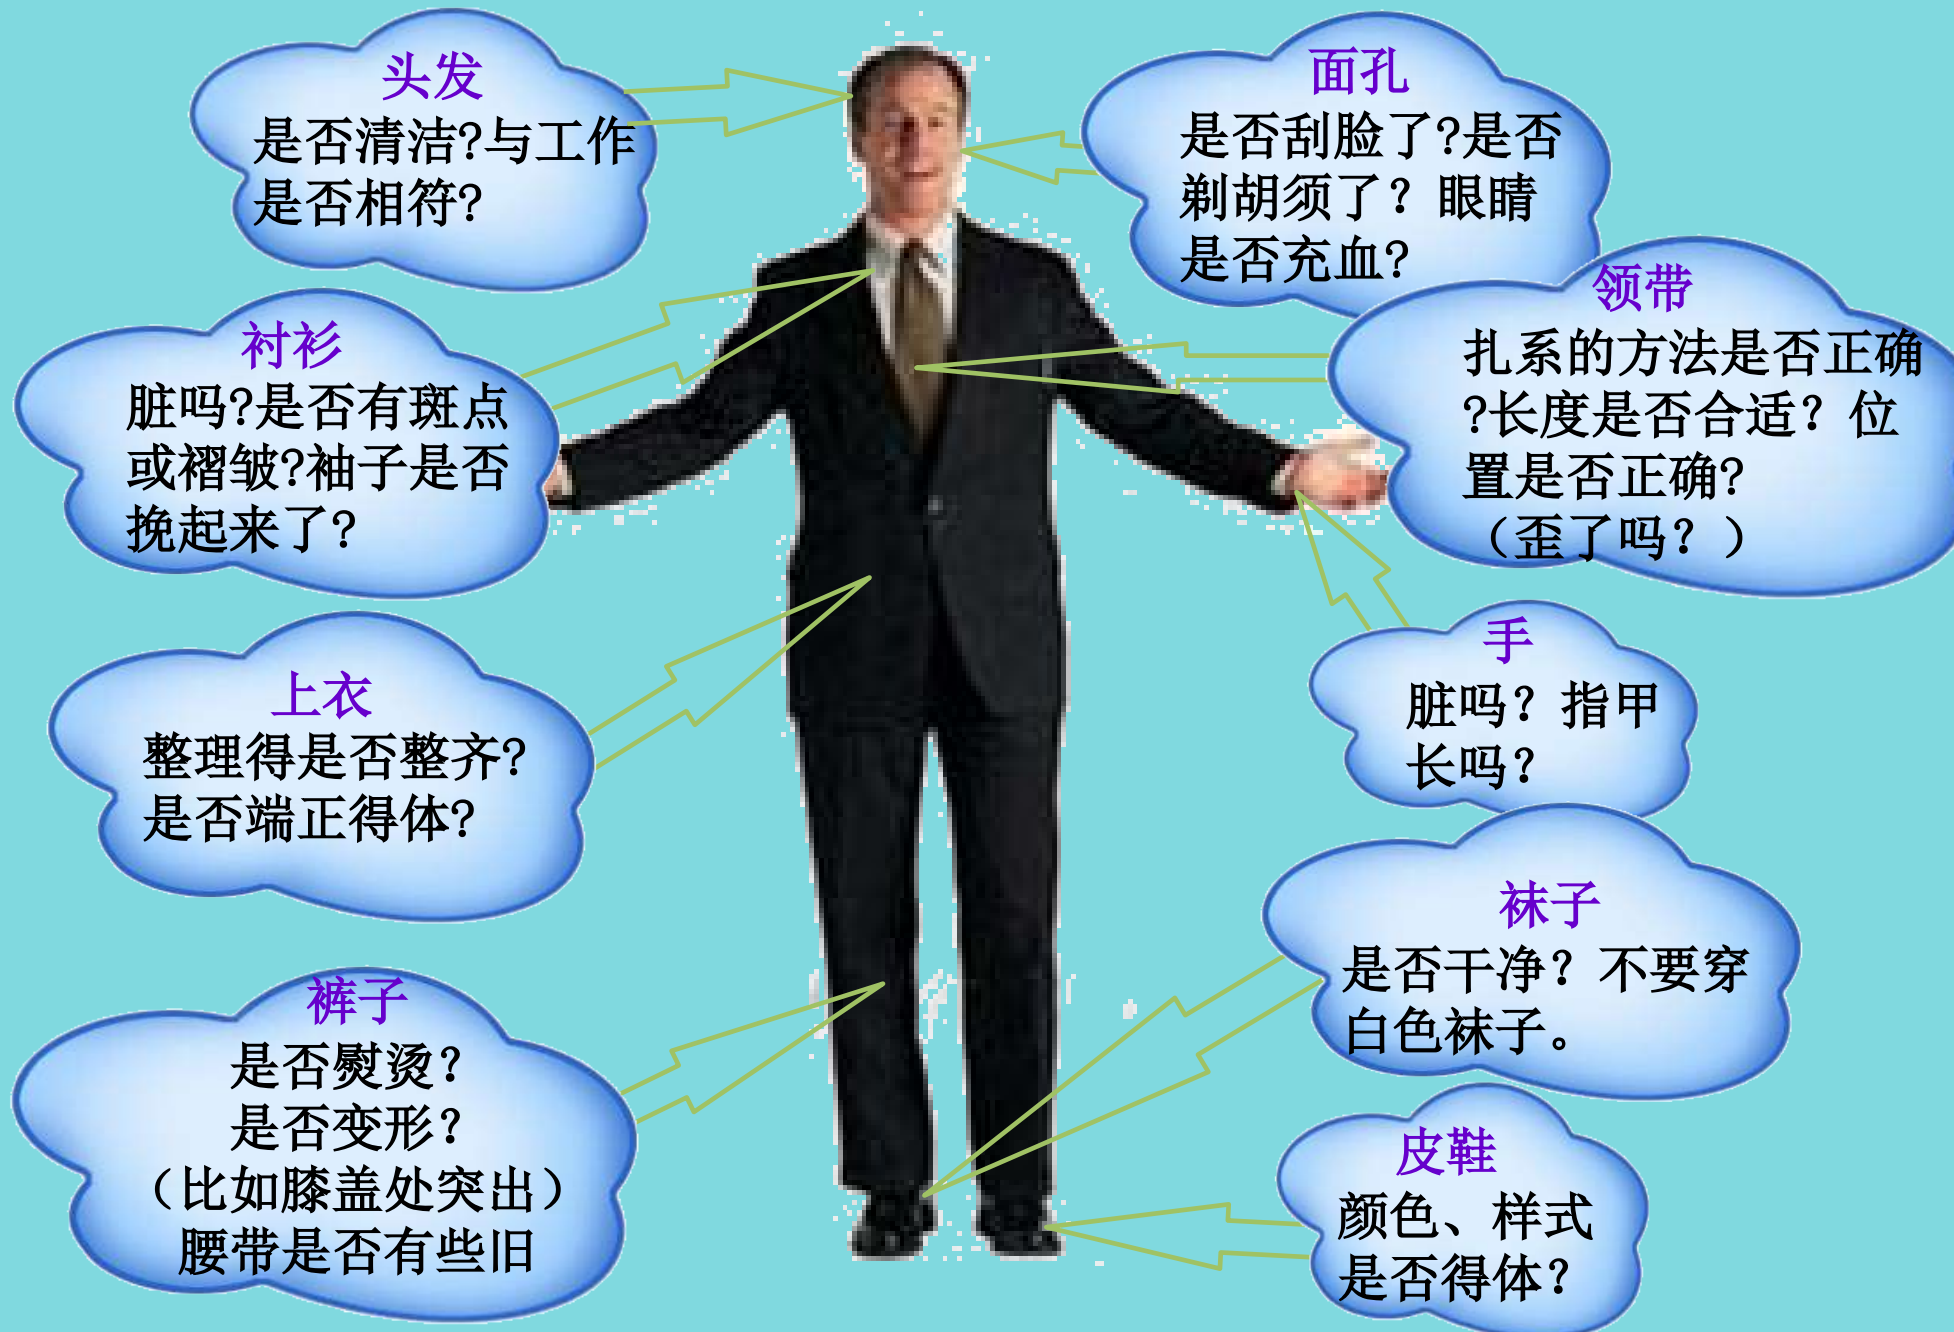 头发
是否清洁?与工作
是否相符?
面孔
是否刮脸了?是否
剃胡须了？眼睛
是否充血?
衬衫
脏吗?是否有斑点
或褶皱?袖子是否
挽起来了?
领带
扎系的方法是否正确
?长度是否合适？位
置是否正确?
（歪了吗？）
上衣
整理得是否整齐?
是否端正得体?
手
脏吗？指甲
长吗？
裤子
是否熨烫？
是否变形？
（比如膝盖处突出）
腰带是否有些旧
袜子
是否干净？不要穿
白色袜子。
皮鞋
颜色、样式
是否得体？